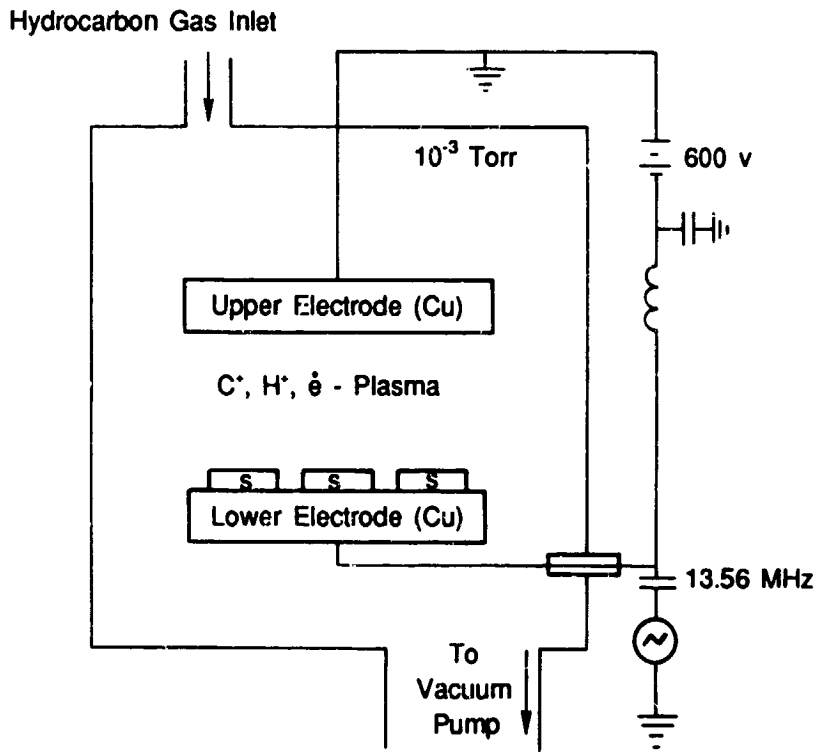 Hydrocarbon Gas Inlet
10⁻³ Torr
600 v
Upper Electrode (Cu)
C⁺, H⁺, ė - Plasma
S S S
Lower Electrode (Cu)
13.56 MHz
To
Vacuum
Pump